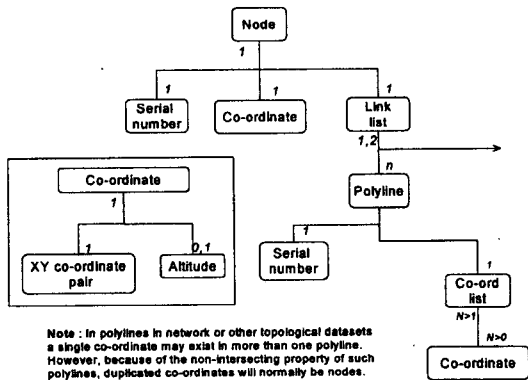 Node
1
1
1
1
Serial
number
Co-ordinate
Link
list
1,2
n
Polyline
Co-ordinate
1
1
0,1
XY co-ordinate
pair
Altitude
1
Serial
number
1
Co-ord
list
N>1
N>0
Co-ordinate
Note : In polylines in network or other topological datasets
a single co-ordinate may exist in more than one polyline.
However, because of the non-intersecting property of such
polylines, duplicated co-ordinates will normally be nodes.